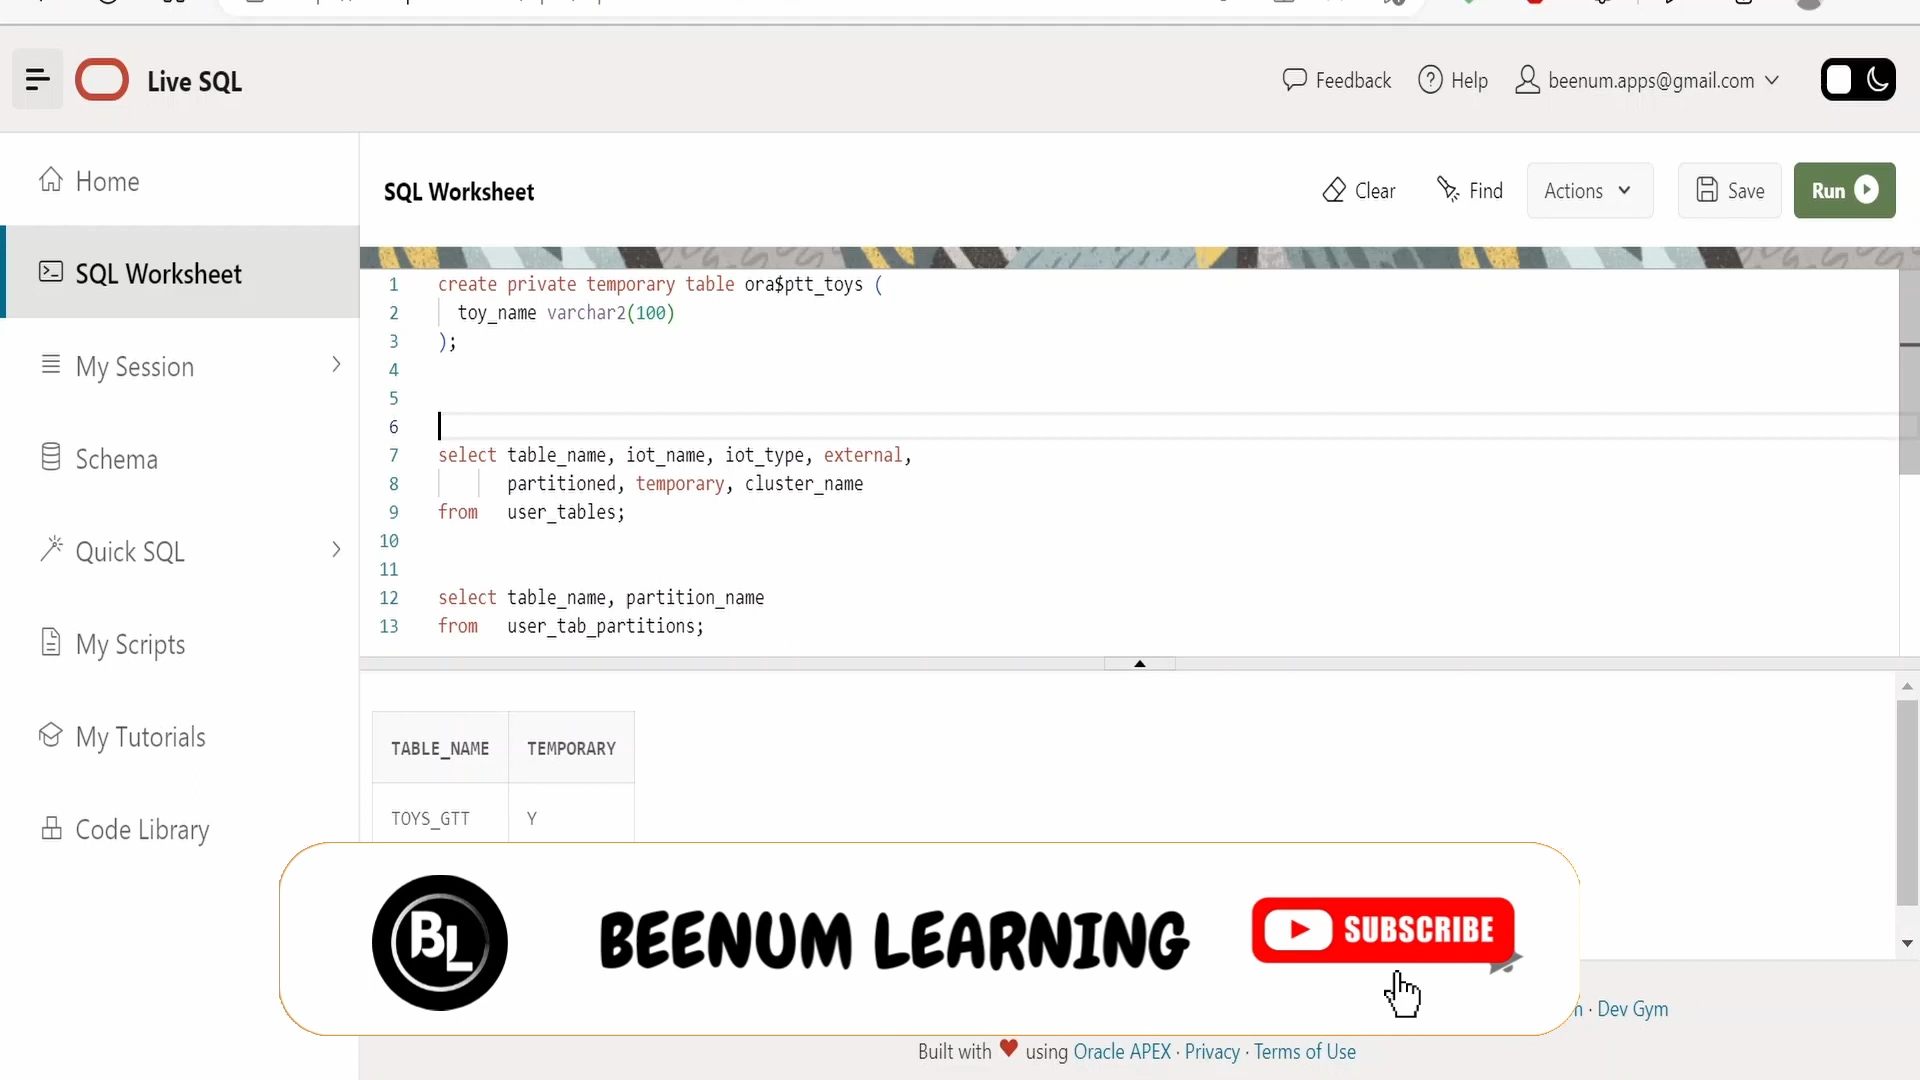 Live SQL
Feedback
Help
beenum.apps@gmail.com
Home
SQL Worksheet
My Session
Schema
Quick SQL
My Scripts
My Tutorials
Code Library
SQL Worksheet
Clear
Find
Actions
Save
Run
1 create private temporary table ora$ptt_toys (
2 toy_name varchar2(100)
3 );
4
5
6
7 select table_name, iot_name, iot_type, external,
8 partitioned, temporary, cluster_name
9 from user_tables;
10
11
12 select table_name, partition_name
13 from user_tab_partitions;
TABLE_NAME TEMPORARY
TOYS_GTT Y
BL
BEENUM LEARNING
SUBSCRIBE
· Dev Gym
Built with ♥ using Oracle APEX · Privacy · Terms of Use